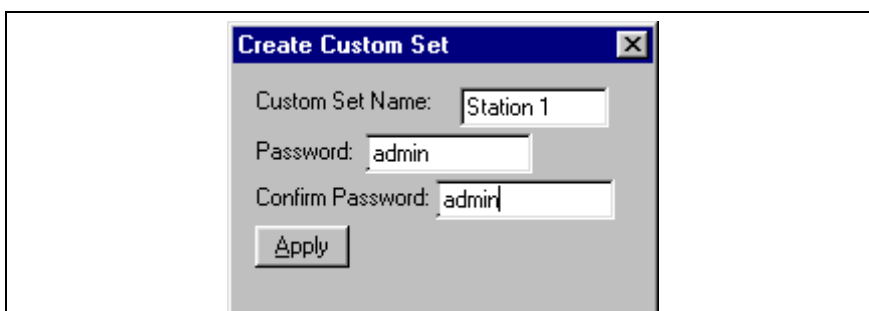 Create Custom Set
Custom Set Name: Station 1
Password: admin
Confirm Password: admin
Apply